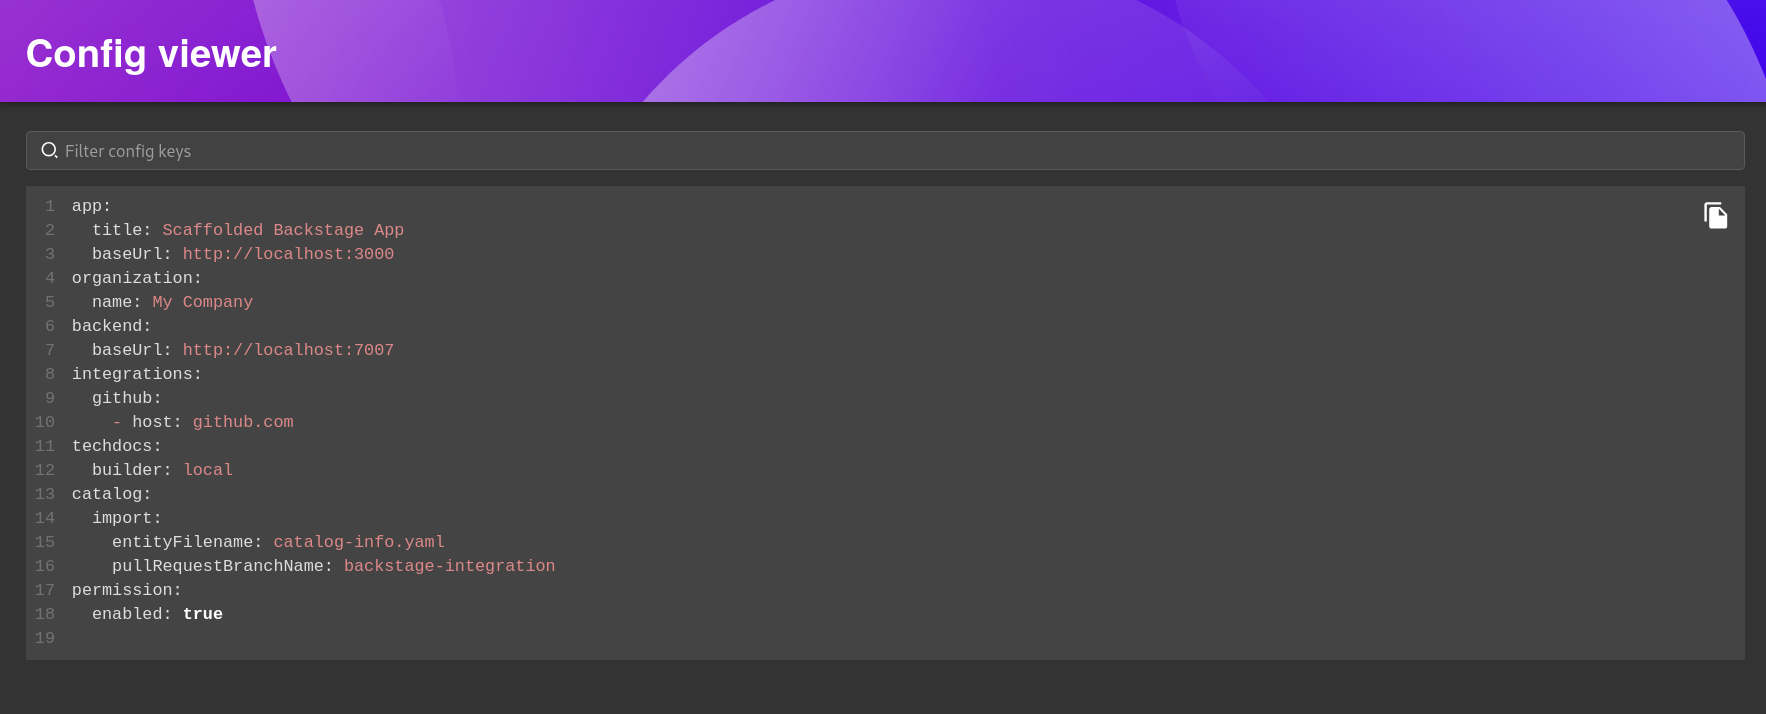 Config viewer
Filter config keys
1 app:
2   title: Scaffolded Backstage App
3   baseUrl: http://localhost:3000
4 organization:
5   name: My Company
6 backend:
7   baseUrl: http://localhost:7007
8 integrations:
9   github:
10     - host: github.com
11 techdocs:
12   builder: local
13 catalog:
14   import:
15     entityFilename: catalog-info.yaml
16     pullRequestBranchName: backstage-integration
17 permission:
18   enabled: true
19